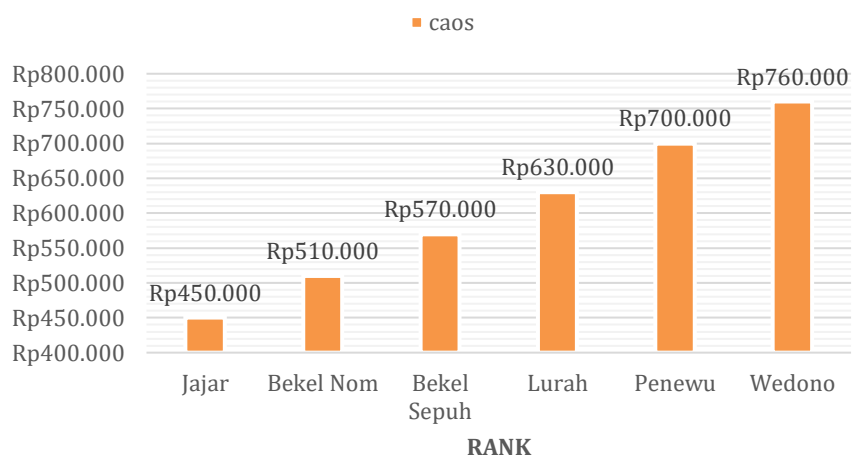 caos
Rp800.000
Rp750.000
Rp700.000
Rp650.000
Rp600.000
Rp550.000
Rp500.000
Rp450.000
Rp400.000
Rp450.000
Rp510.000
Rp570.000
Rp630.000
Rp700.000
Rp760.000
Jajar
Bekel Nom
Bekel
Sepuh
Lurah
Penewu
Wedono
RANK